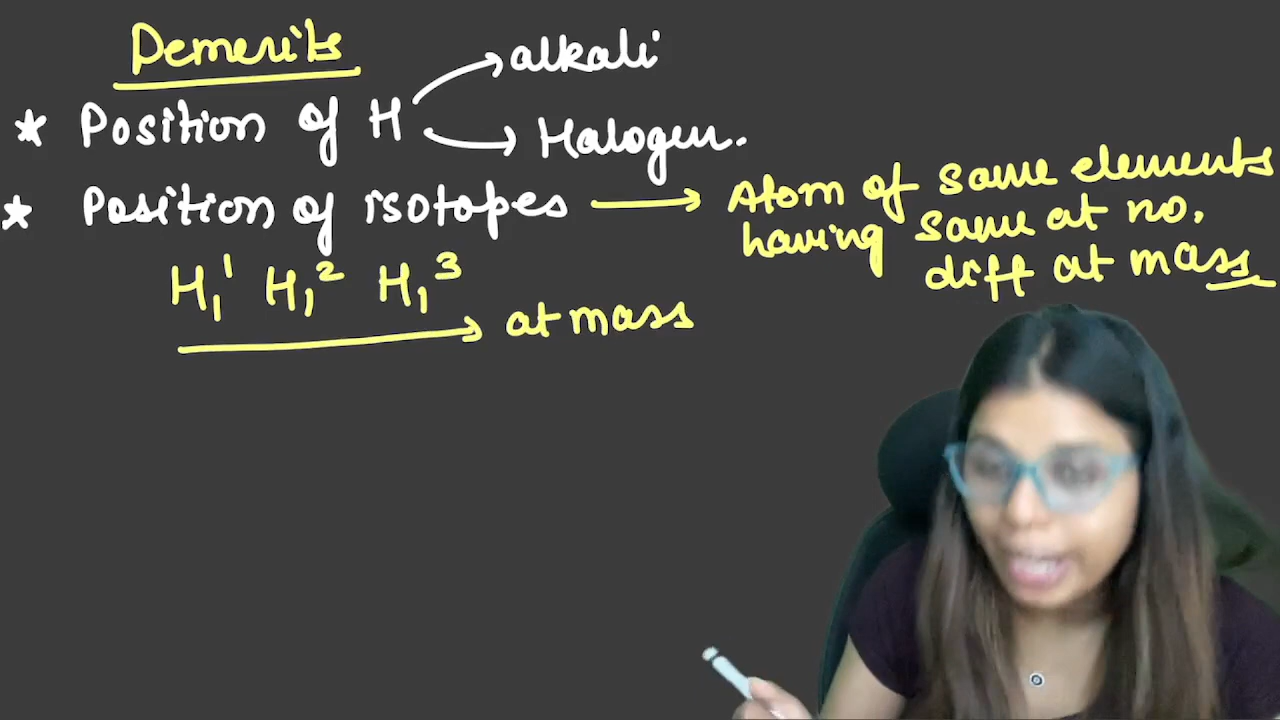 Demerits
* Position of H → alkali
→ Halogen.
* Position of isotopes → Atom of same elements
having same at no.
diff at mass
H₁¹ H₁² H₁³
→ at mass